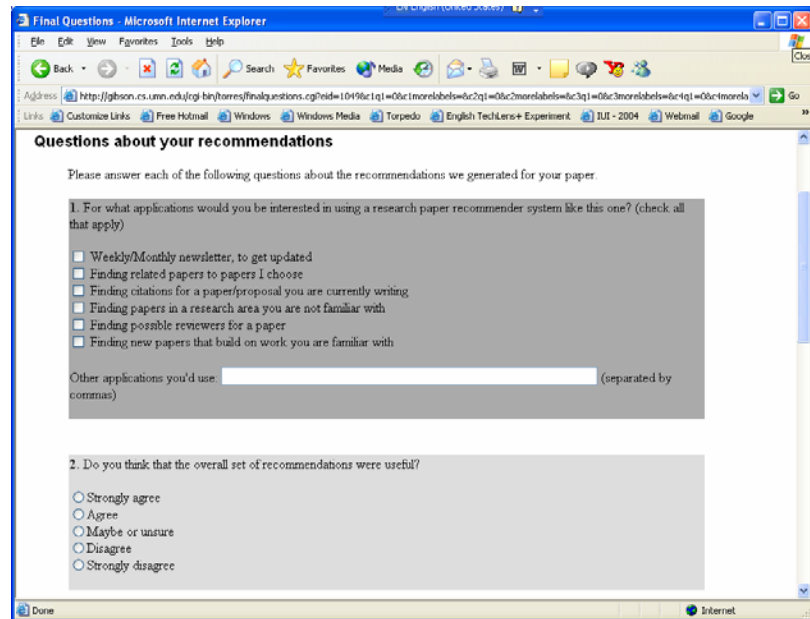 EN English (United States)
Final Questions - Microsoft Internet Explorer
File Edit View Favorites Tools Help
Back Search Favorites Media
Clos
Address http://gibson.cs.umn.edu/cgi-bin/torres/finalquestions.cgi?eid=1049&c1q1=0&c1morelabels=&c2q1=0&c2morelabels=&c3q1=0&c3morelabels=&c4q1=0&c4morela Go
Links Customize Links Free Hotmail Windows Windows Media Torpedo English TechLens+ Experiment IUI - 2004 Webmail Google »
Questions about your recommendations
Please answer each of the following questions about the recommendations we generated for your paper.
1. For what applications would you be interested in using a research paper recommender system like this one? (check all
that apply)
Weekly/Monthly newsletter, to get updated
Finding related papers to papers I choose
Finding citations for a paper/proposal you are currently writing
Finding papers in a research area you are not familiar with
Finding possible reviewers for a paper
Finding new papers that build on work you are familiar with
Other applications you'd use: (separated by
commas)
2. Do you think that the overall set of recommendations were useful?
Strongly agree
Agree
Maybe or unsure
Disagree
Strongly disagree
Done Internet